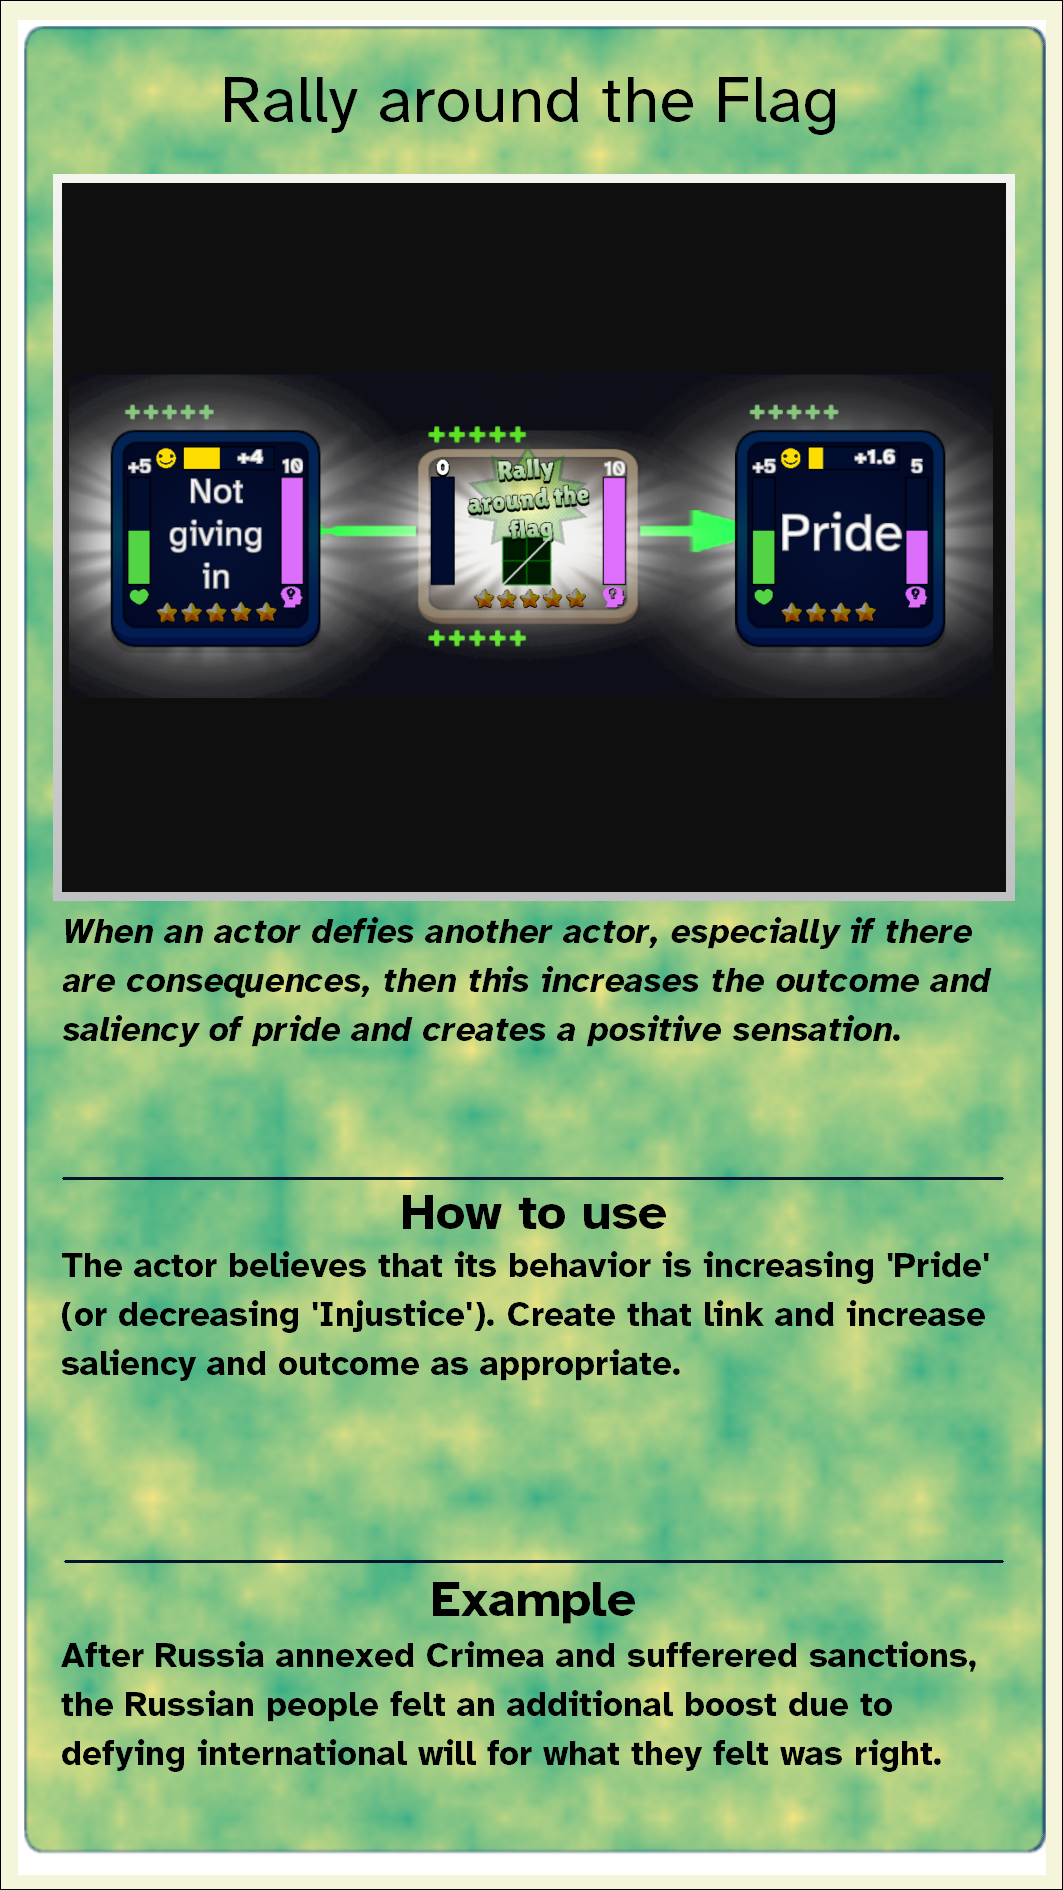 Rally around the Flag
+++++
+5 +4 10
Not
giving
in
+++++
0 10
Rally
around the
flag
+++++
+++++
+5 +1.6 5
Pride
When an actor defies another actor, especially if there
are consequences, then this increases the outcome and
saliency of pride and creates a positive sensation.
How to use
The actor believes that its behavior is increasing 'Pride'
(or decreasing 'Injustice'). Create that link and increase
saliency and outcome as appropriate.
Example
After Russia annexed Crimea and sufferered sanctions,
the Russian people felt an additional boost due to
defying international will for what they felt was right.